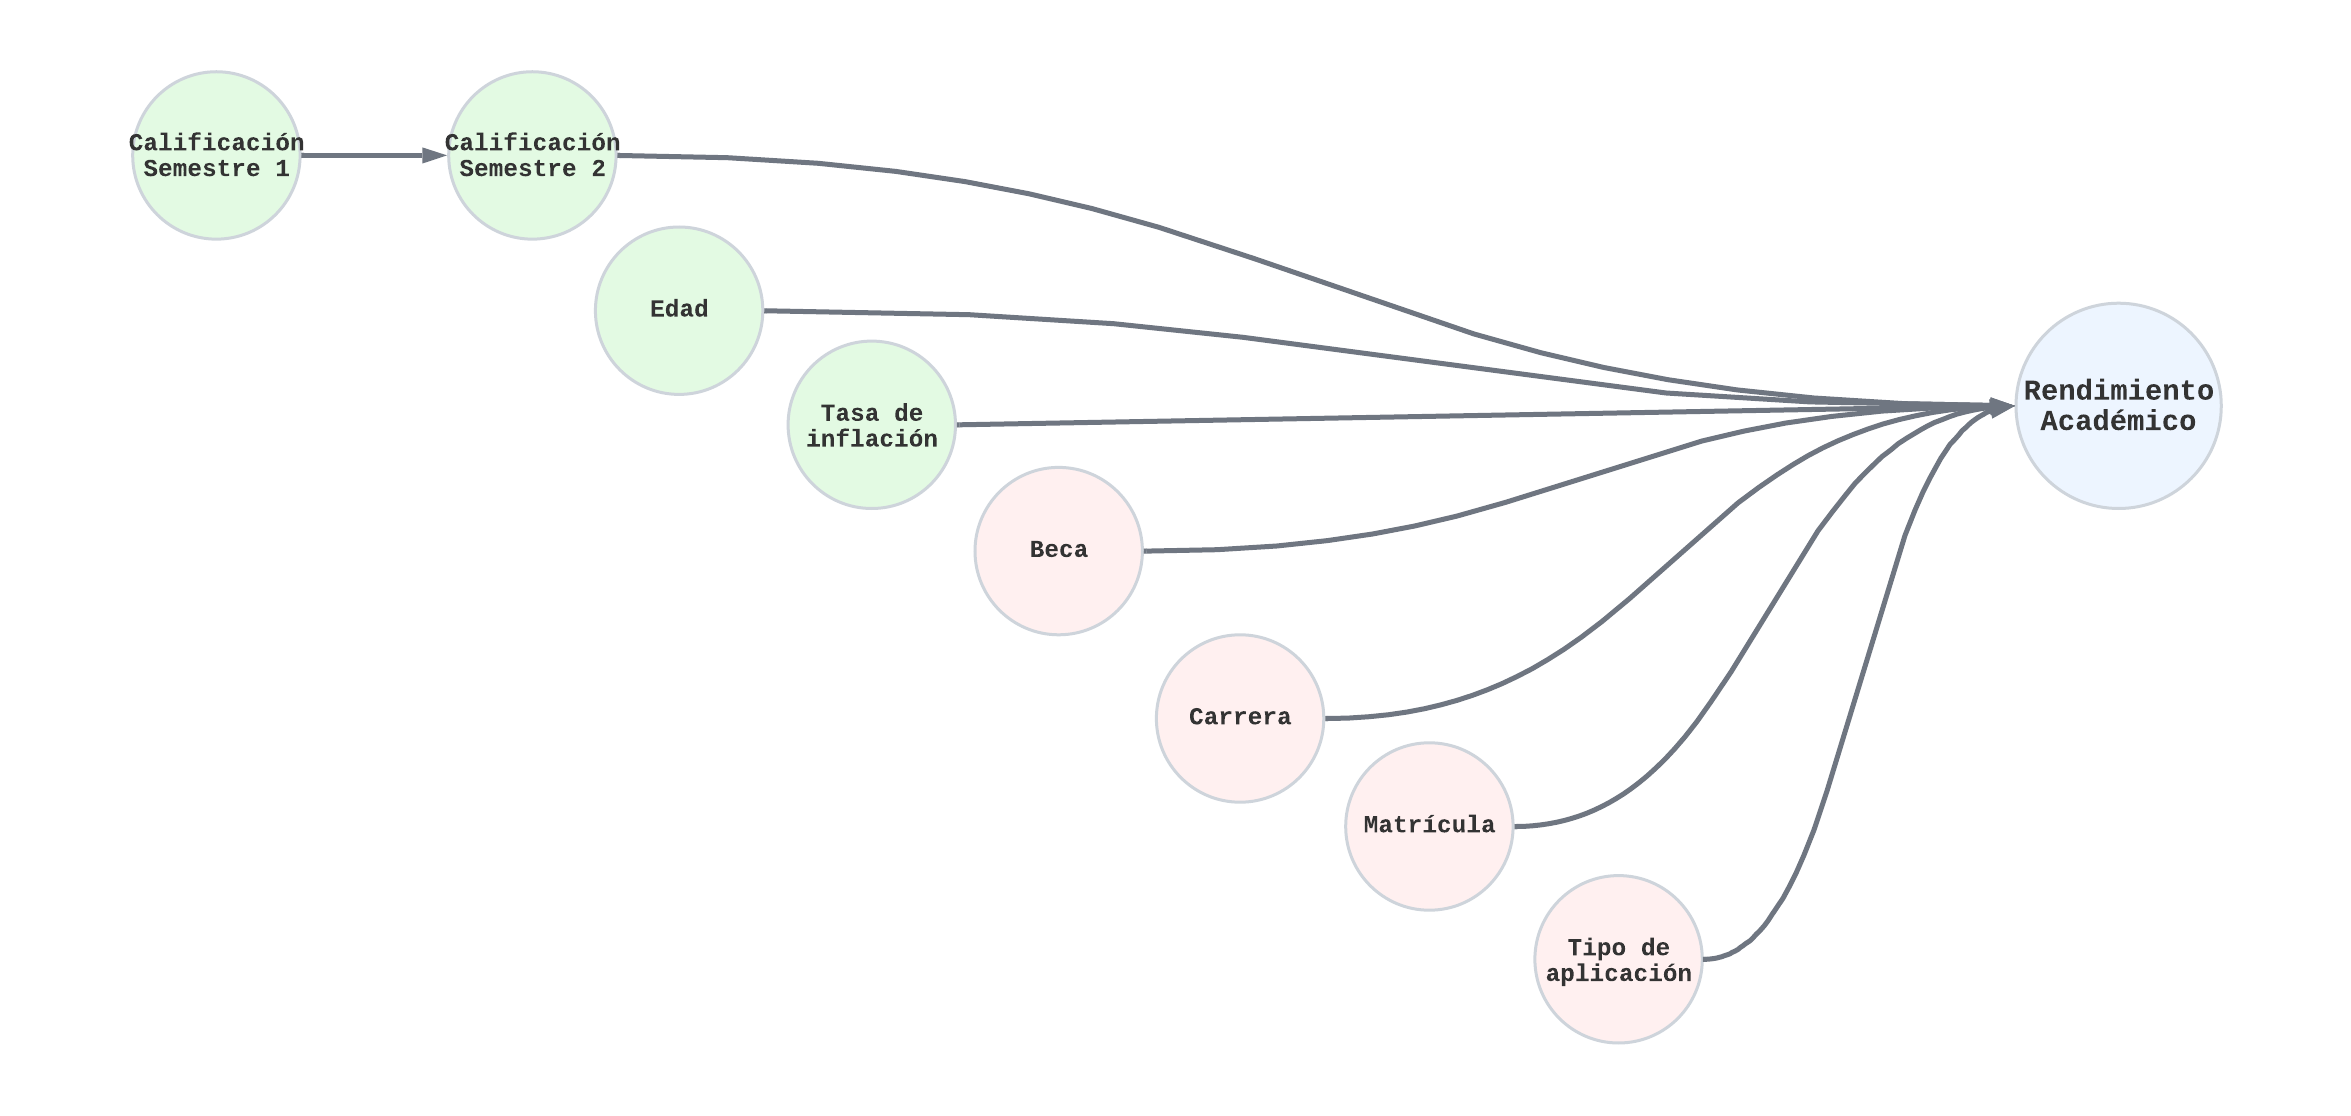 Calificación
Semestre 1
Calificación
Semestre 2
Edad
Tasa de
inflación
Rendimiento
Académico
Beca
Carrera
Matrícula
Tipo de
aplicación